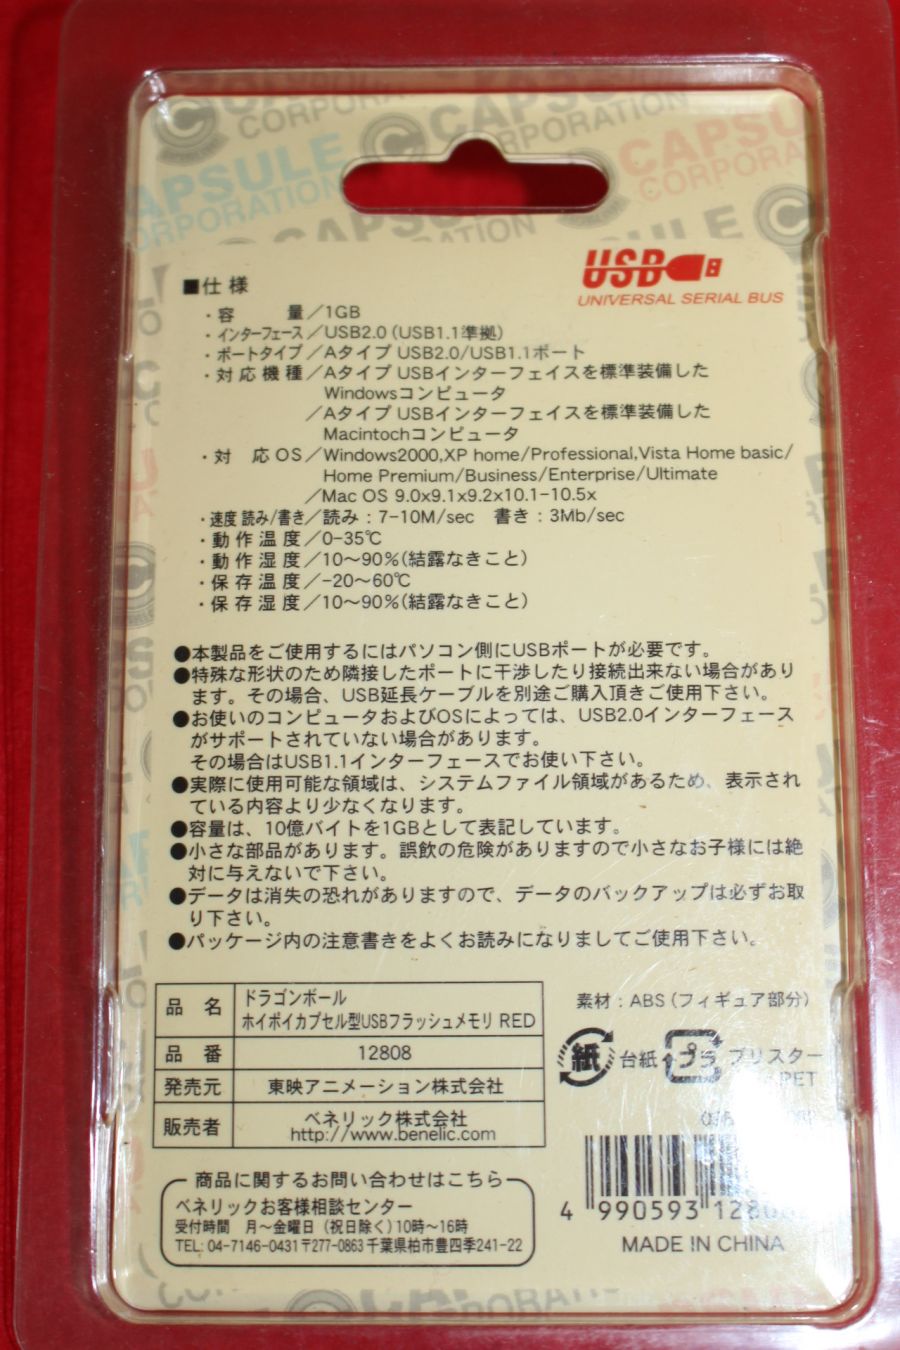 CAPSULE
CORPORATION
CAPSULE
CORPORATION
CORPORATION
USB
UNIVERSAL SERIAL BUS
■仕様
・容　　量／1GB
・インターフェース／USB2.0（USB1.1準拠）
・ポートタイプ／Aタイプ USB2.0/USB1.1ポート
・対応機種／Aタイプ USBインターフェイスを標準装備した
Windowsコンピュータ
／Aタイプ USBインターフェイスを標準装備した
Macintochコンピュータ
・対　応OS／Windows2000,XP home/Professional,Vista Home basic/
Home Premium/Business/Enterprise/Ultimate
／Mac OS 9.0x9.1x9.2x10.1-10.5x
・速度 読み/書き／読み：7-10M/sec　書き：3Mb/sec
・動作温度／0-35℃
・動作湿度／10～90%（結露なきこと）
・保存温度／-20～60℃
・保存湿度／10～90%（結露なきこと）
●本製品をご使用するにはパソコン側にUSBポートが必要です。
●特殊な形状のため隣接したポートに干渉したり接続出来ない場合があり
ます。その場合、USB延長ケーブルを別途ご購入頂きご使用下さい。
●お使いのコンピュータおよびOSによっては、USB2.0インターフェース
がサポートされていない場合があります。
その場合はUSB1.1インターフェースでお使い下さい。
●実際に使用可能な領域は、システムファイル領域があるため、表示され
ている内容より少なくなります。
●容量は、10億バイトを1GBとして表記しています。
●小さな部品があります。誤飲の危険がありますので小さなお子様には絶
対に与えないで下さい。
●データは消失の恐れがありますので、データのバックアップは必ずお取
り下さい。
●パッケージ内の注意書きをよくお読みになりましてご使用下さい。
品　名　ドラゴンボール
ホイポイカプセル型USBフラッシュメモリ RED
品　番　12808
発売元　東映アニメーション株式会社
販売者　ベネリック株式会社
http://www.benelic.com
素材：ABS（フィギュア部分）
紙 台紙 プラ ブリスター
PET
商品に関するお問い合わせはこちら
ベネリックお客様相談センター
受付時間　月～金曜日（祝日除く）10時～16時
TEL: 04-7146-0431 〒277-0863 千葉県柏市豊四季241-22
4 990593 128082
MADE IN CHINA